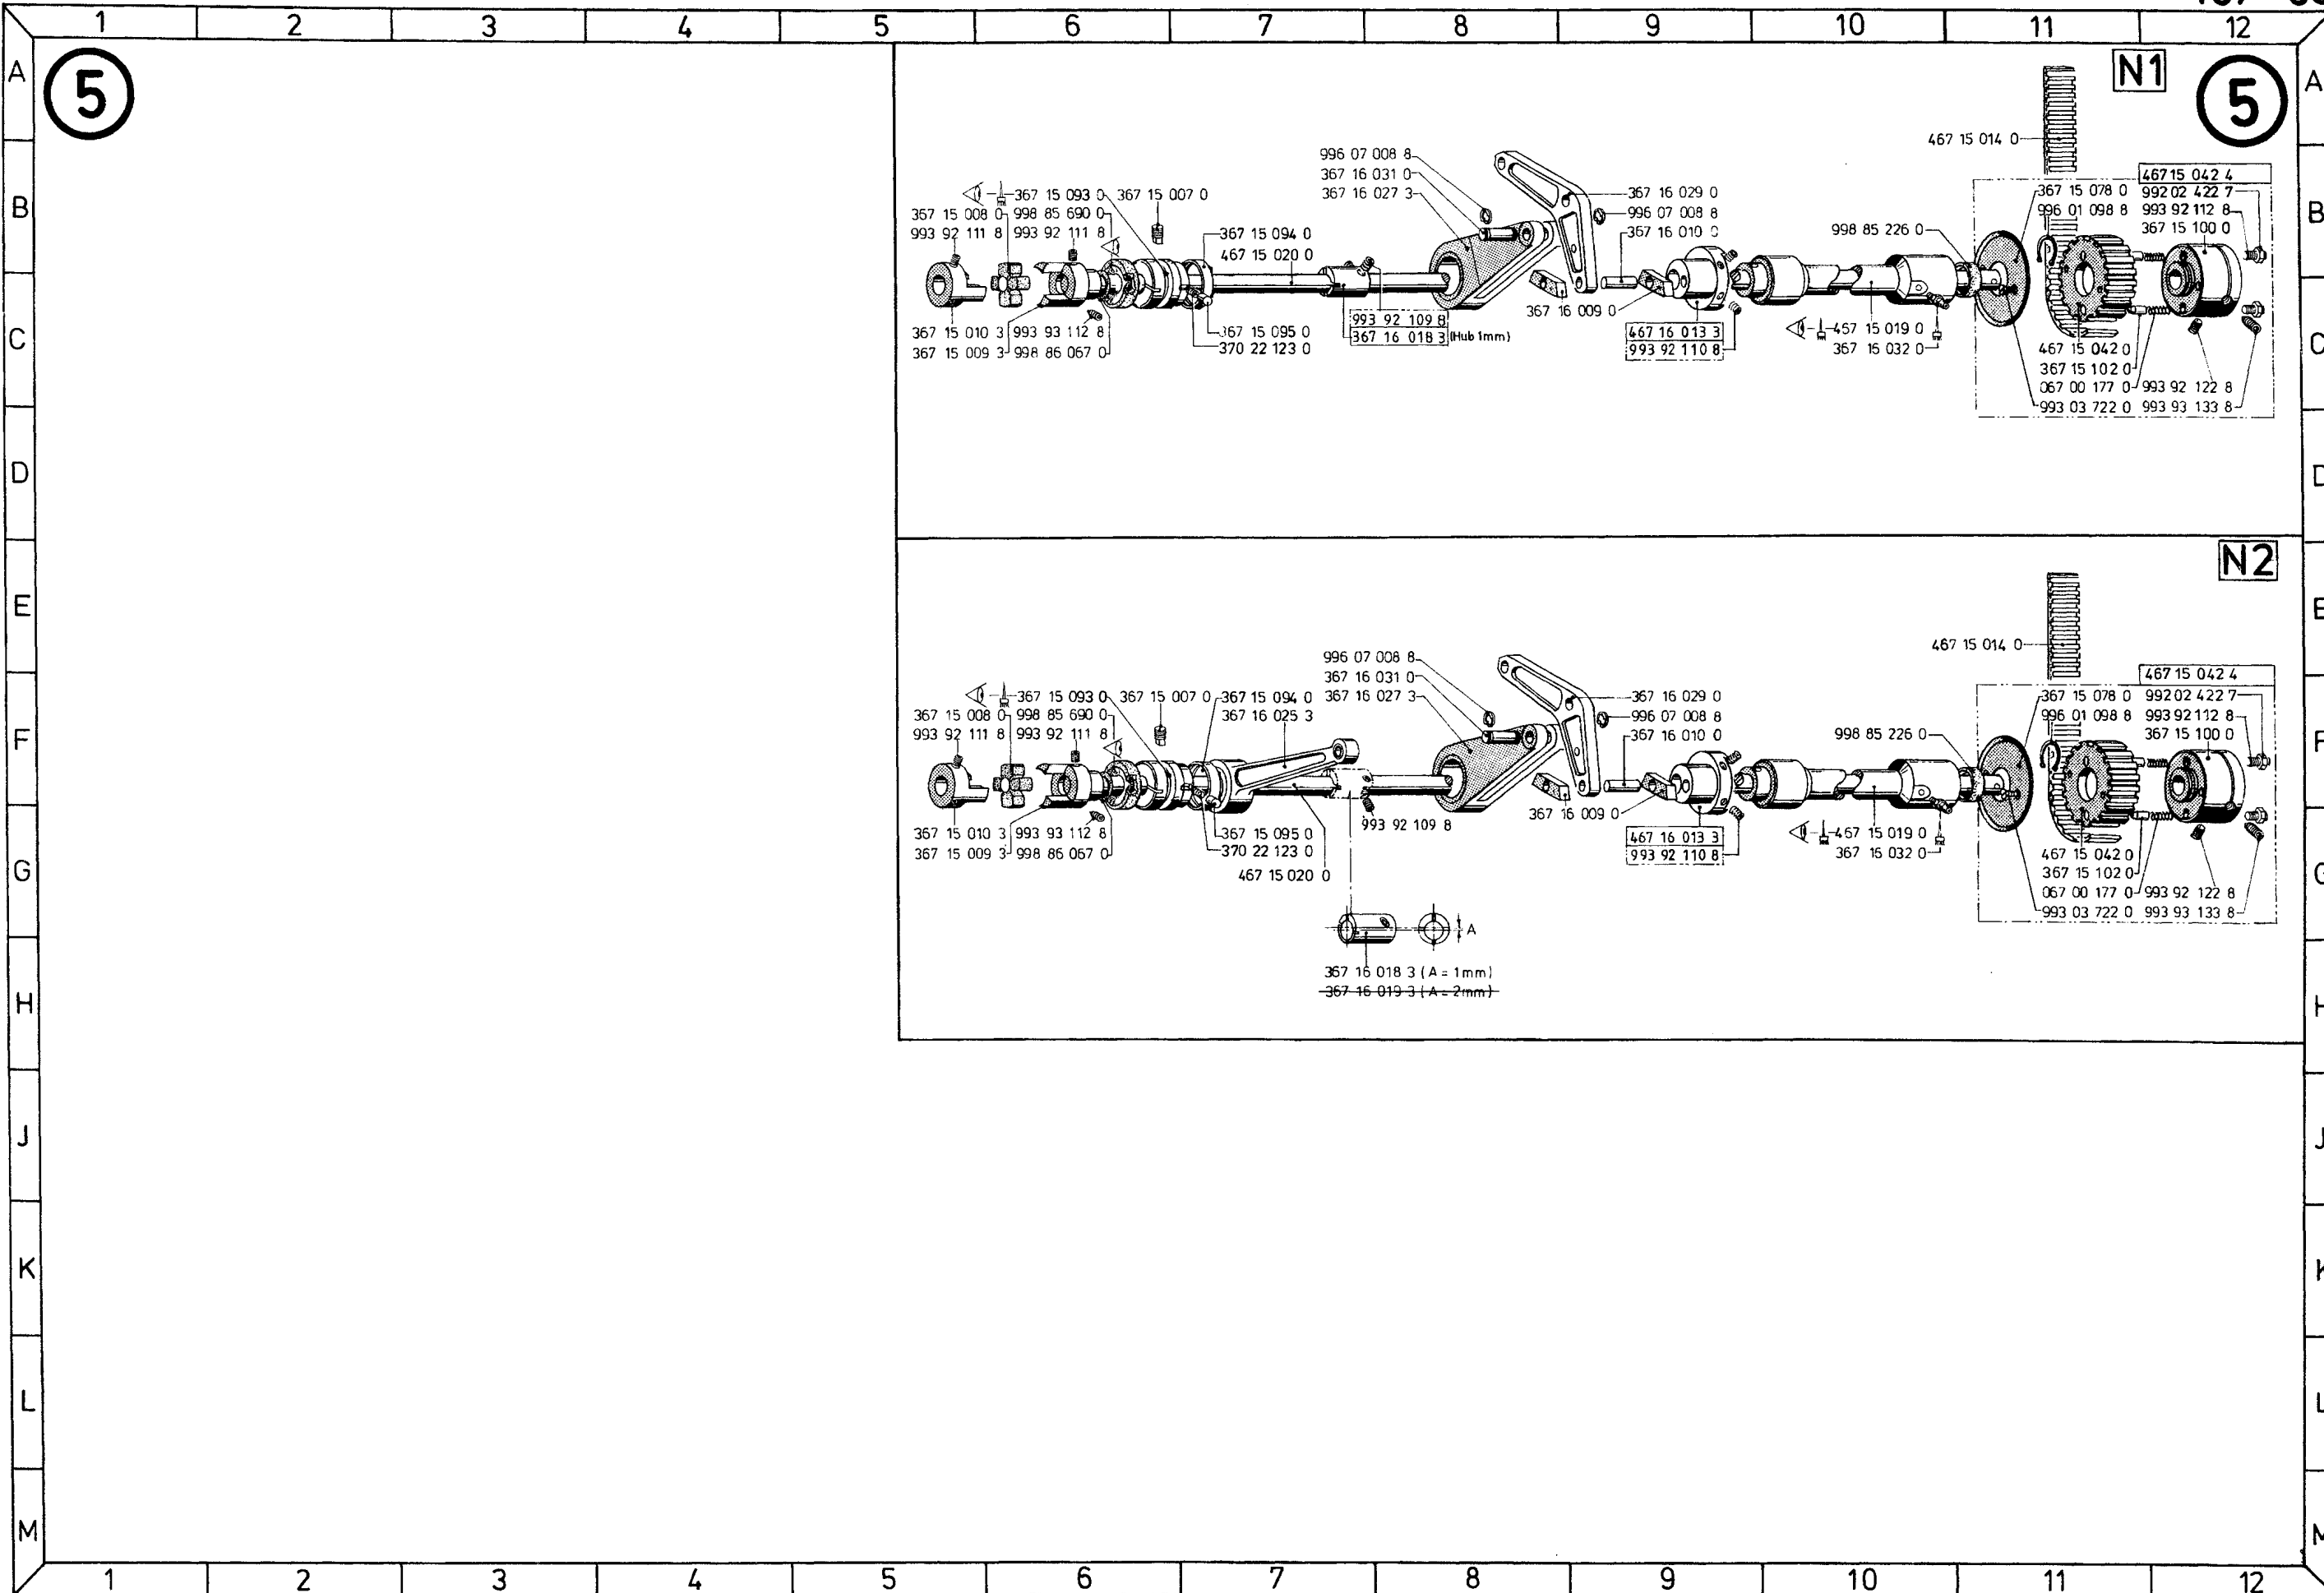 1 2 3 4 5 6 7 8 9 10 11 12
A
B
C
D
E
F
G
H
J
K
L
M
5
N1
5
467 15 014 0
996 07 008 8
367 16 031 0
367 16 027 3
367 15 093 0 367 15 007 0
367 15 008 0 998 85 690 0
993 92 111 8 993 92 111 8
367 15 094 0
467 15 020 0
367 15 010 3 993 93 112 8
367 15 009 3 998 86 067 0
367 15 095 0
370 22 123 0
993 92 109 8
367 16 018 3 (Hub 1mm)
367 16 029 0
996 07 008 8
367 16 010 0
367 16 009 0
467 16 013 3
993 92 110 8
998 85 226 0
467 15 019 0
367 15 032 0
467 15 042 4
367 15 078 0 992 02 422 7
996 01 098 8 993 92 112 8
367 15 100 0
467 15 042 0
367 15 102 0
067 00 177 0 993 92 122 8
993 03 722 0 993 93 133 8
N2
467 15 014 0
996 07 008 8
367 16 031 0
367 16 027 3
367 15 093 0 367 15 007 0 367 15 094 0
367 15 008 0 998 85 690 0 367 16 025 3
993 92 111 8 993 92 111 8
367 15 010 3 993 93 112 8
367 15 009 3 998 86 067 0
367 15 095 0
370 22 123 0
467 15 020 0
993 92 109 8
A
367 16 018 3 (A = 1mm)
367 16 019 3 (A = 2mm)
367 16 029 0
996 07 008 8
367 16 010 0
367 16 009 0
467 16 013 3
993 92 110 8
998 85 226 0
467 15 019 0
367 15 032 0
467 15 042 4
367 15 078 0 992 02 422 7
996 01 098 8 993 92 112 8
367 15 100 0
467 15 042 0
367 15 102 0
067 00 177 0 993 92 122 8
993 03 722 0 993 93 133 8
A
B
C
D
E
F
G
H
J
K
L
M
1 2 3 4 5 6 7 8 9 10 11 12